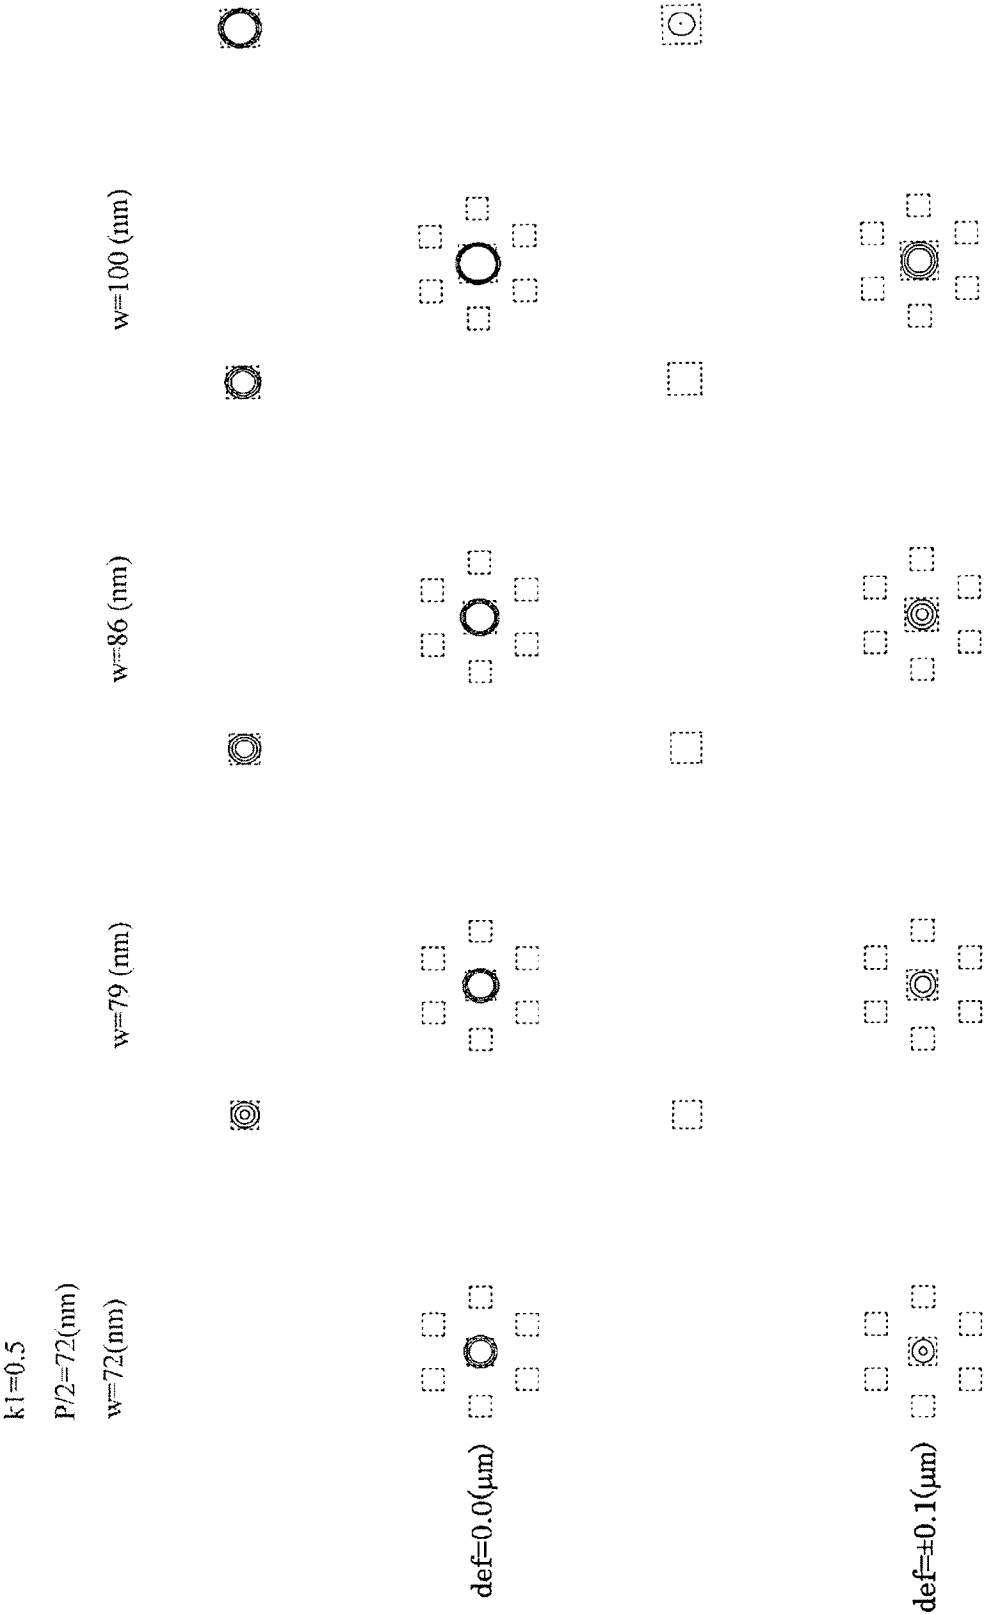 k1=0.5
P/2=72(nm)
w=72(nm)
w=79 (nm)
w=86 (nm)
w=100 (nm)
def=0.0(μm)
def=±0.1(μm)